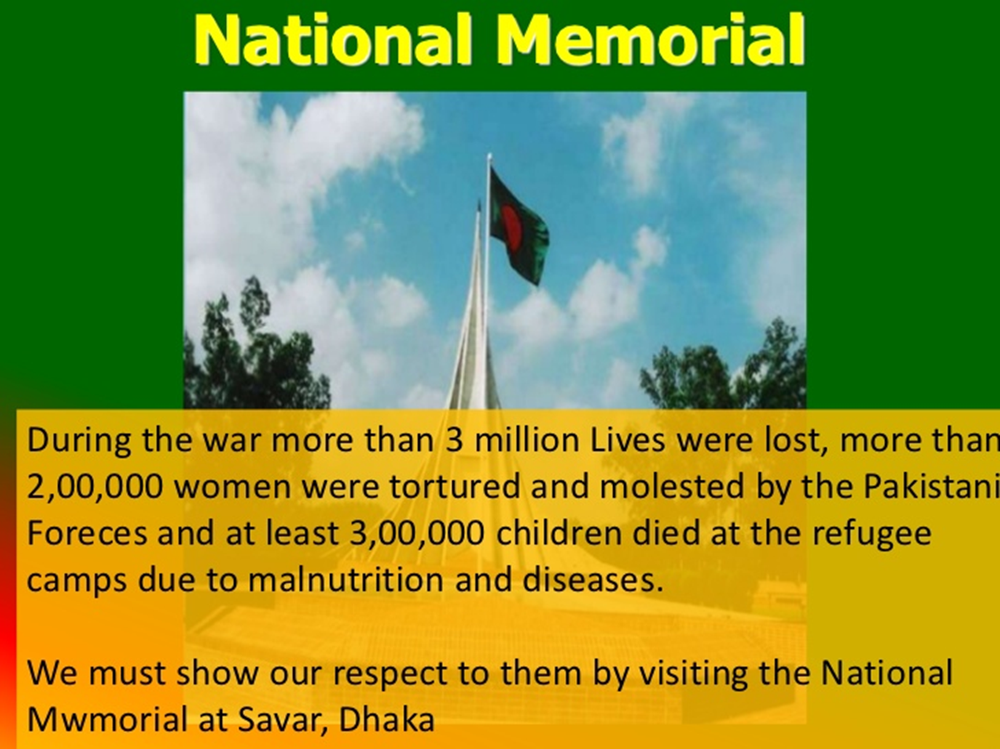 National Memorial
During the war more than 3 million Lives were lost, more than
2,00,000 women were tortured and molested by the Pakistani
Foreces and at least 3,00,000 children died at the refugee
camps due to malnutrition and diseases.
We must show our respect to them by visiting the National
Mwmorial at Savar, Dhaka